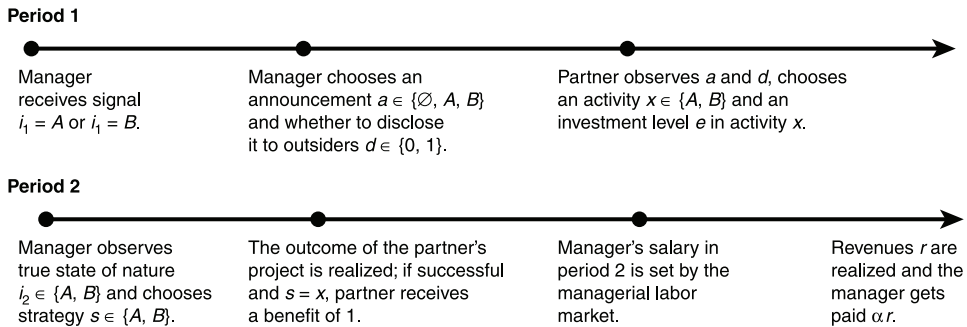 Period 1
Manager
receives signal
i₁ = A or i₁ = B.
Manager chooses an
announcement a ∈ {∅, A, B}
and whether to disclose
it to outsiders d ∈ {0, 1}.
Partner observes a and d, chooses
an activity x ∈ {A, B} and an
investment level e in activity x.
Period 2
Manager observes
true state of nature
i₂ ∈ {A, B} and chooses
strategy s ∈ {A, B}.
The outcome of the partner's
project is realized; if successful
and s = x, partner receives
a benefit of 1.
Manager's salary in
period 2 is set by the
managerial labor
market.
Revenues r are
realized and the
manager gets
paid αr.